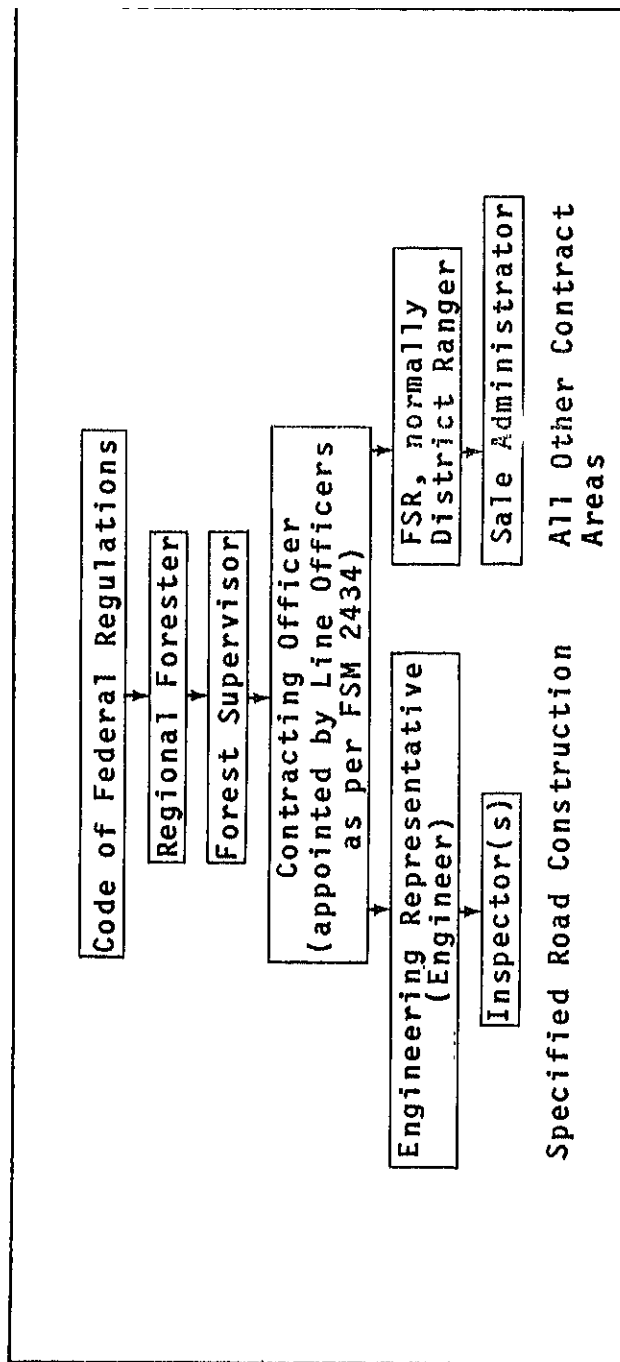 Code of Federal Regulations
Regional Forester
Forest Supervisor
Contracting Officer
(appointed by Line Officers
as per FSM 2434)
Engineering Representative
(Engineer)
Inspector(s)
Specified Road Construction
FSR, normally
District Ranger
Sale Administrator
All Other Contract
Areas